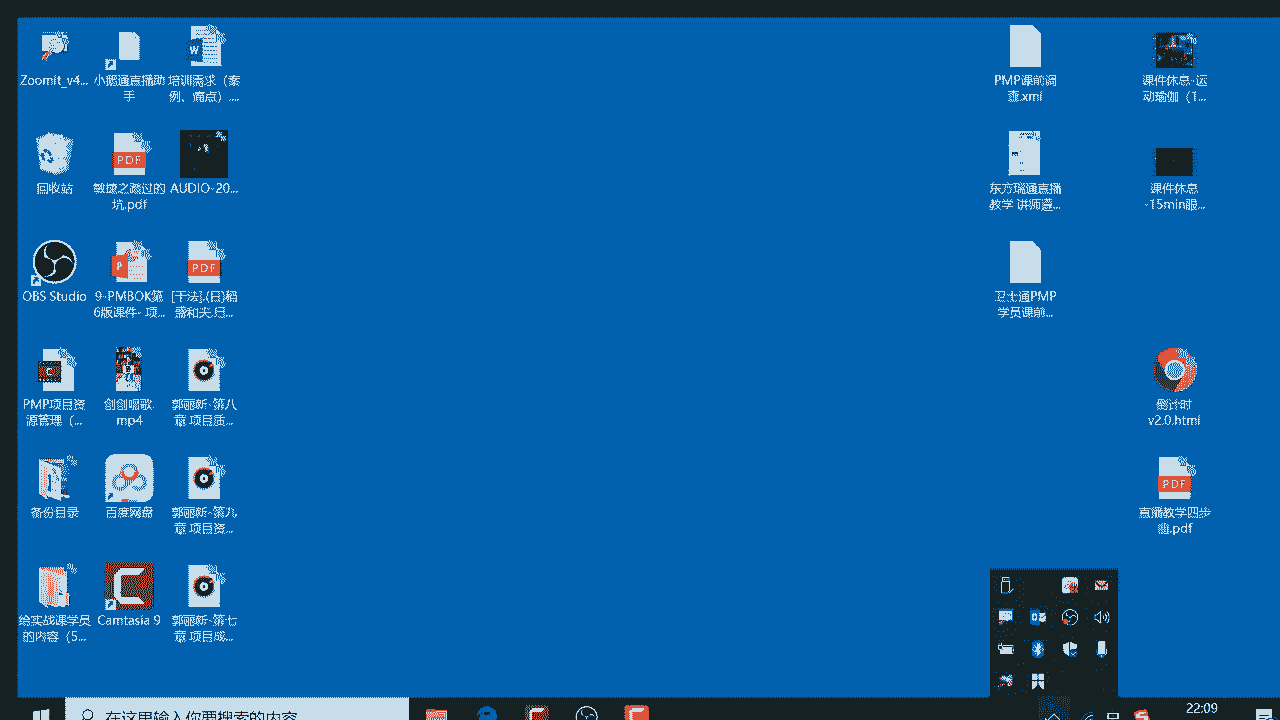 Zoomit_v4...
小鹅通直播助
手
培训需求（案
例、痛点）....
PMP课前调
查.xml
课件休息-运
动瑜伽（1...
回收站
PDF
敏捷之踏过的
坑.pdf
AUDIO-20...
东方瑞通直播
教学 讲师遵...
课件休息
-15min眼...
OBS Studio
9-PMBOK第
6版课件- 项...
PDF
[干法].(日)稻
盛和夫.扫...
卫士通PMP
学员课前...
PMP项目资
源管理（...
创创唱歌.
mp4
郭丽新-第八
章 项目质...
倒计时
v2.0.html
备份目录
百度网盘
郭丽新-第九
章 项目资...
PDF
直播教学四步
曲.pdf
给实战课学员
的内容（5...
Camtasia 9
郭丽新-第七
章 项目成...
在这里输入你要搜索的内容
22:09